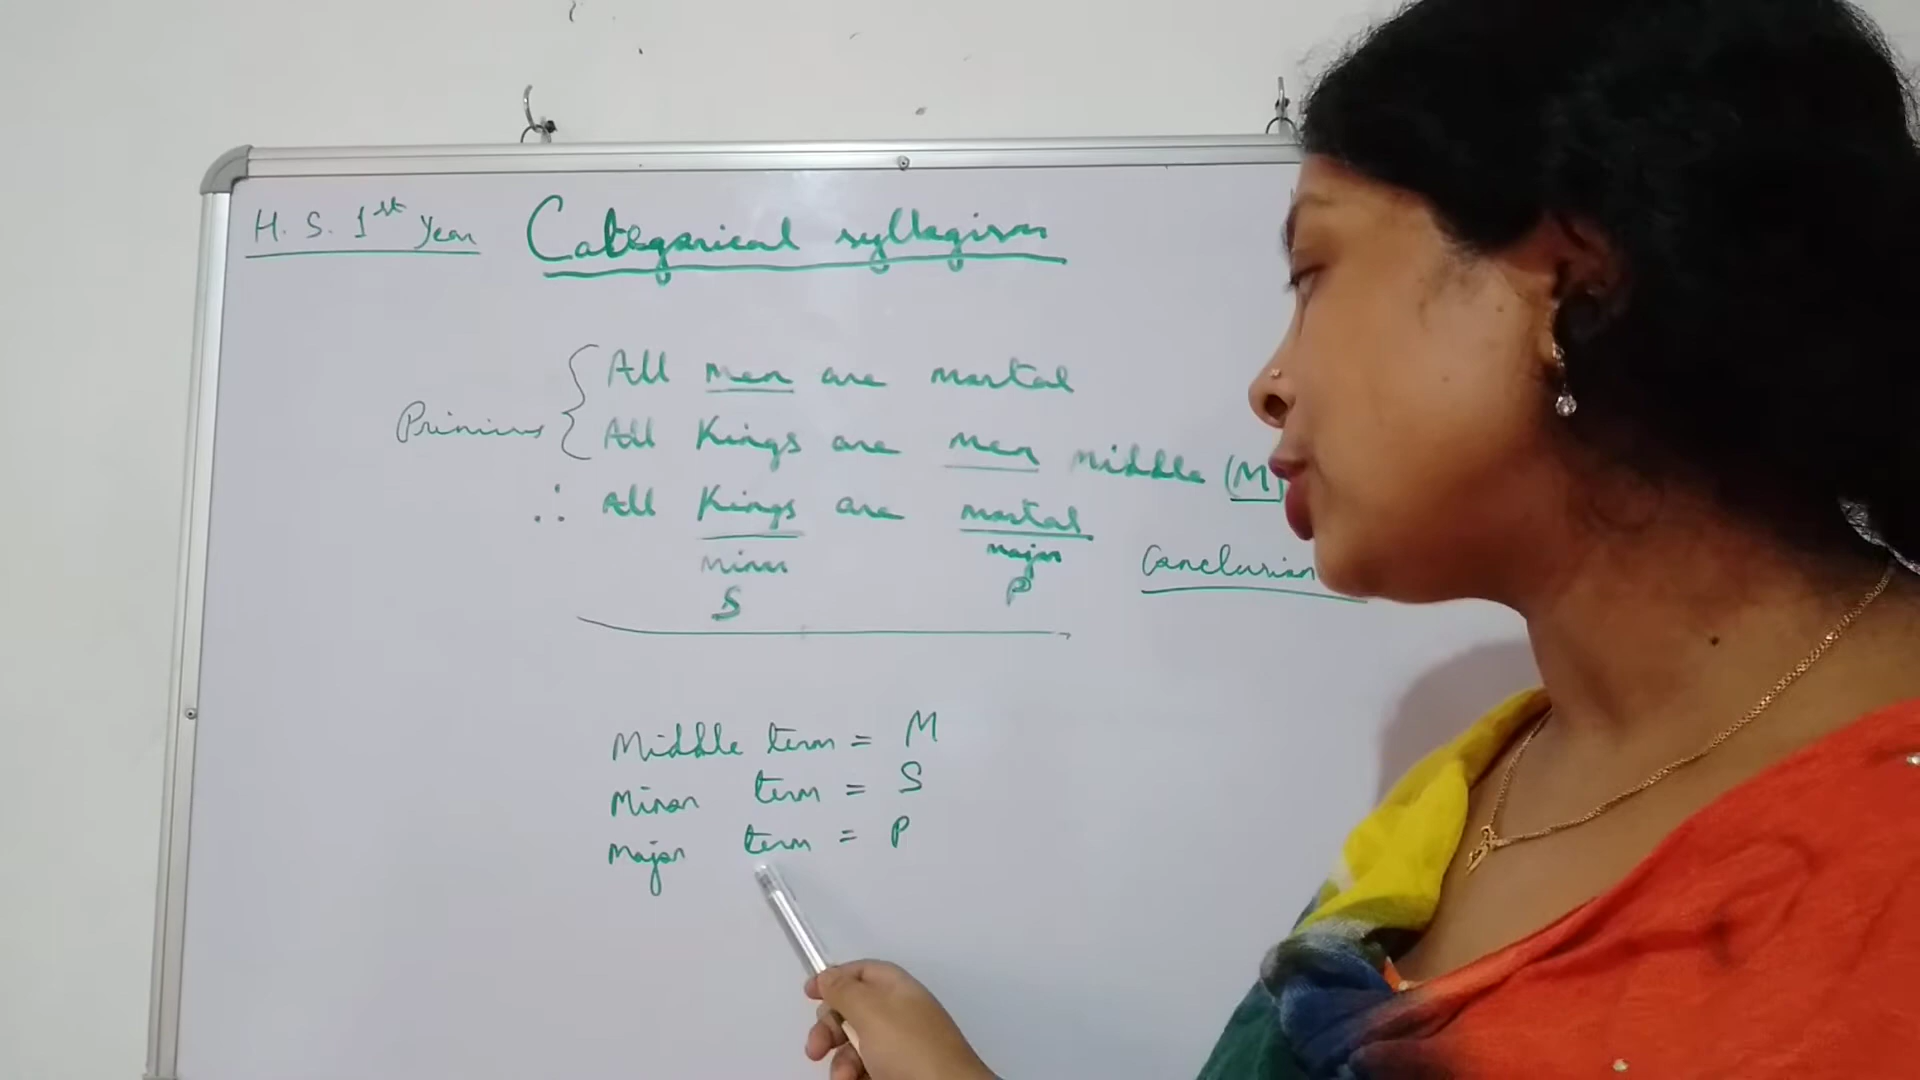 H. S. 1st Year Categorical syllogism
All men are mortal
All Kings are men middle (M)
∴ All Kings are mortal
minor major
S P
Conclusion
Middle term = M
Minor term = S
Major term = P